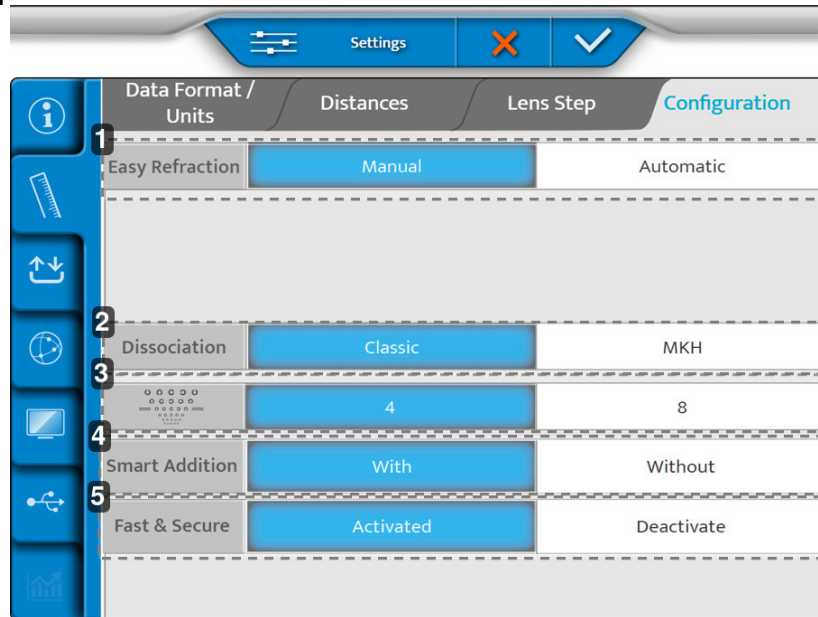 Settings
Data Format /
Units
Distances
Lens Step
Configuration
1
Easy Refraction
Manual
Automatic
2
Dissociation
Classic
MKH
3
4
8
4
Smart Addition
With
Without
5
Fast & Secure
Activated
Deactivate